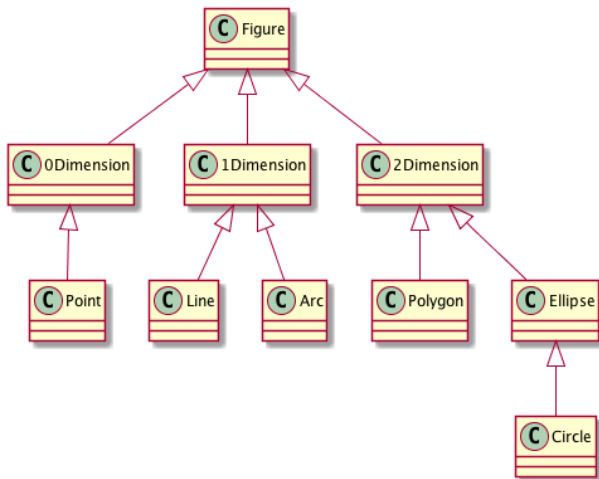 C Figure
C 0Dimension
C 1Dimension
C 2Dimension
C Point
C Line
C Arc
C Polygon
C Ellipse
C Circle